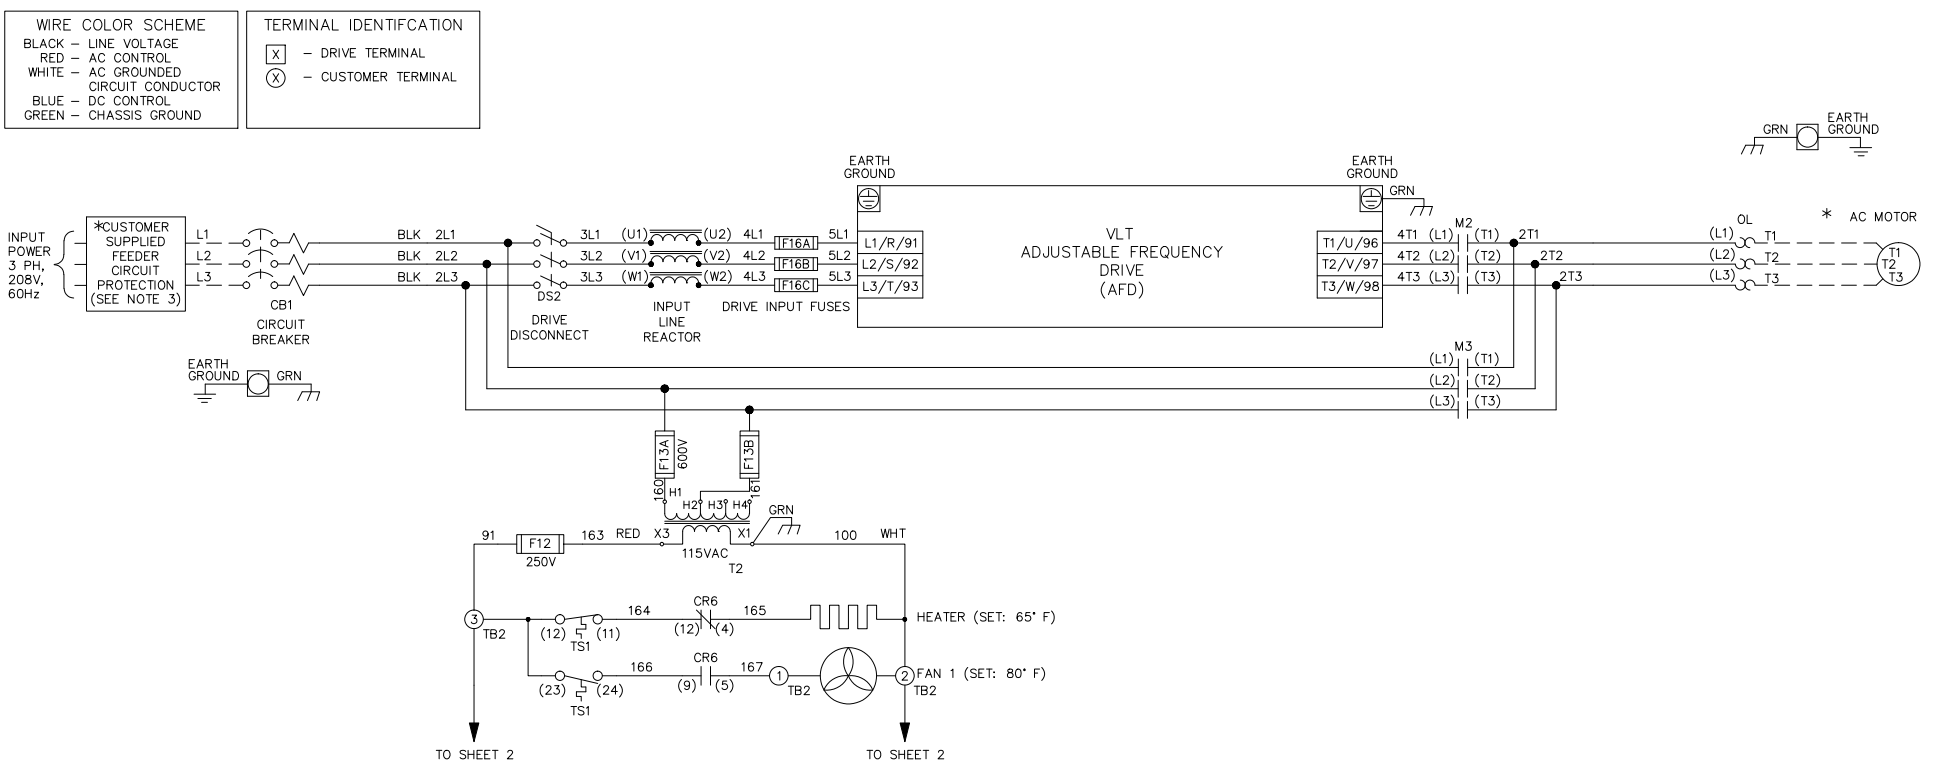 WIRE COLOR SCHEME
BLACK – LINE VOLTAGE
RED – AC CONTROL
WHITE – AC GROUNDED
CIRCUIT CONDUCTOR
BLUE – DC CONTROL
GREEN – CHASSIS GROUND
TERMINAL IDENTIFCATION
X – DRIVE TERMINAL
X – CUSTOMER TERMINAL
GRN
EARTH
GROUND
INPUT
POWER
3 PH,
208V,
60Hz
*CUSTOMER
SUPPLIED
FEEDER
CIRCUIT
PROTECTION
(SEE NOTE 3)
L1
L2
L3
CB1
CIRCUIT
BREAKER
BLK 2L1
BLK 2L2
BLK 2L3
DS2
DRIVE
DISCONNECT
3L1 (U1) (U2) 4L1 F16A 5L1
3L2 (V1) (V2) 4L2 F16B 5L2
3L3 (W1) (W2) 4L3 F16C 5L3
INPUT
LINE
REACTOR
DRIVE INPUT FUSES
EARTH
GROUND
L1/R/91
L2/S/92
L3/T/93
VLT
ADJUSTABLE FREQUENCY
DRIVE
(AFD)
EARTH
GROUND
GRN
T1/U/96
T2/V/97
T3/W/98
M2
4T1 (L1) (T1) 2T1
4T2 (L2) (T2) 2T2
4T3 (L3) (T3) 2T3
OL
(L1) T1
(L2) T2
(L3) T3
* AC MOTOR
T1
T2
T3
M3
(L1) (T1)
(L2) (T2)
(L3) (T3)
EARTH
GROUND
GRN
F13A
600V
F13B
160
161
H1
H2 H3 H4
GRN
91 F12 163 RED X3 X1 100 WHT
250V
115VAC
T2
3
TB2
(12) (11)
TS1
164
CR6
(12) (4)
165
HEATER (SET: 65° F)
(23) (24)
TS1
166
CR6
(9) (5)
167
1
TB2
2
TB2
FAN 1 (SET: 80° F)
TO SHEET 2
TO SHEET 2